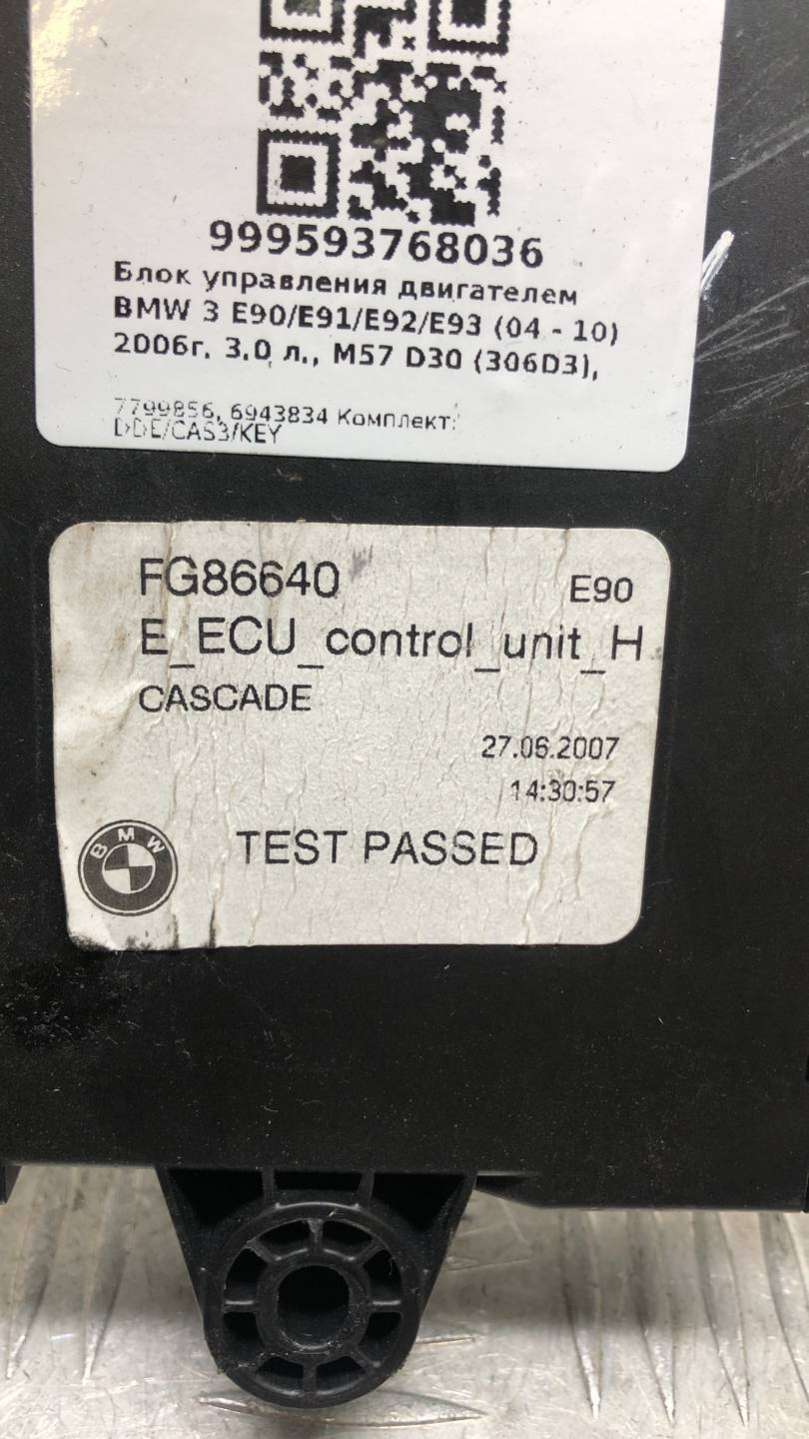 999593768036
Блок управления двигателем
BMW 3 E90/E91/E92/E93 (04 - 10)
2006г. 3.0 л., M57 D30 (306D3),
7799856, 6943834 Комплект:
DDE/CAS3/KEY
FG86640 E90
E_ECU_control_unit_H
CASCADE
27.06.2007
14:30:57
BMW
TEST PASSED